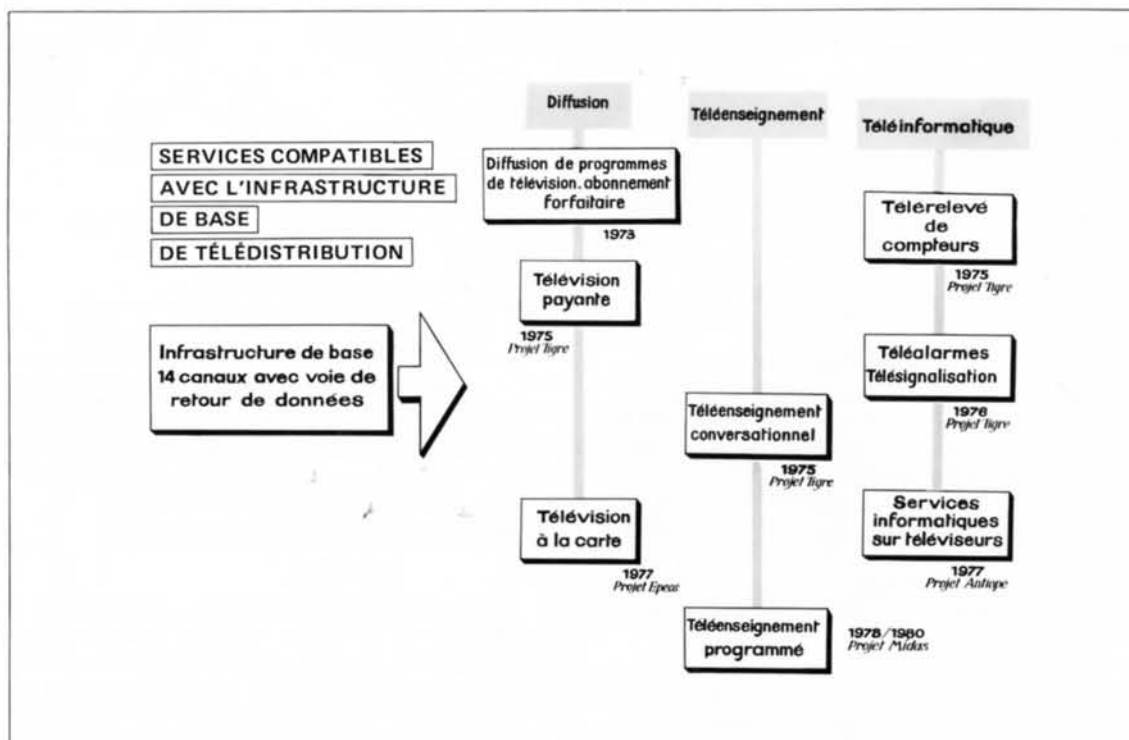 SERVICES COMPATIBLES
AVEC L'INFRASTRUCTURE
DE BASE
DE TÉLÉDISTRIBUTION
Infrastructure de base
14 canaux avec voie de
retour de données
Diffusion
Diffusion de programmes
de télévision.abonnement
forfaitaire
1973
Télévision
payante
1975
Projet Tigre
Télévision
à la carte
1977
Projet Epeas
Téléenseignement
Téléenseignement
conversationnel
1975
Projet Tigre
Téléenseignement
programmé
1978/1980
Projet Midas
Téléinformatique
Télérelevé
de
compteurs
1975
Projet Tigre
Téléalarmes
Télésignalisation
1976
Projet Tigre
Services
informatiques
sur téléviseurs
1977
Projet Antiope